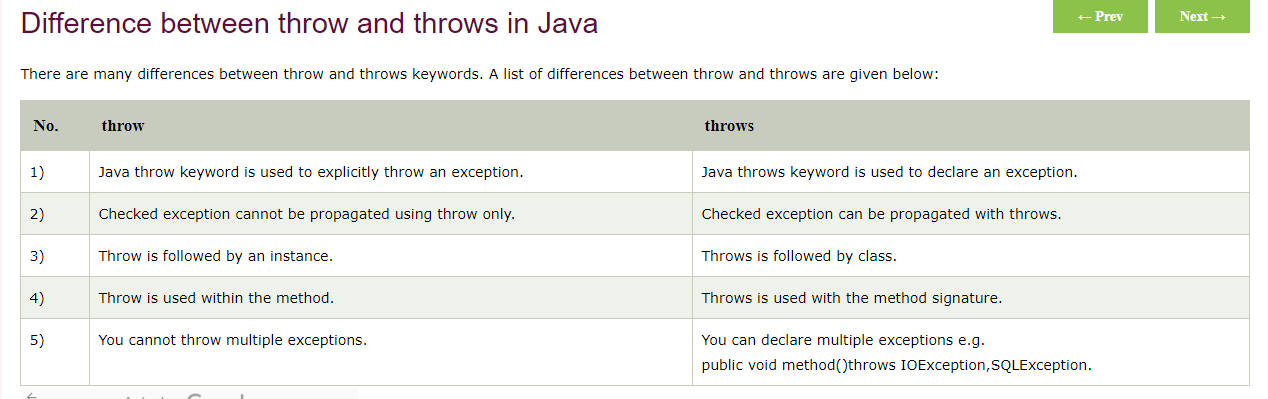 Difference between throw and throws in Java
← Prev
Next →
There are many differences between throw and throws keywords. A list of differences between throw and throws are given below:
No. throw throws
1) Java throw keyword is used to explicitly throw an exception. Java throws keyword is used to declare an exception.
2) Checked exception cannot be propagated using throw only. Checked exception can be propagated with throws.
3) Throw is followed by an instance. Throws is followed by class.
4) Throw is used within the method. Throws is used with the method signature.
5) You cannot throw multiple exceptions. You can declare multiple exceptions e.g.
public void method()throws IOException,SQLException.